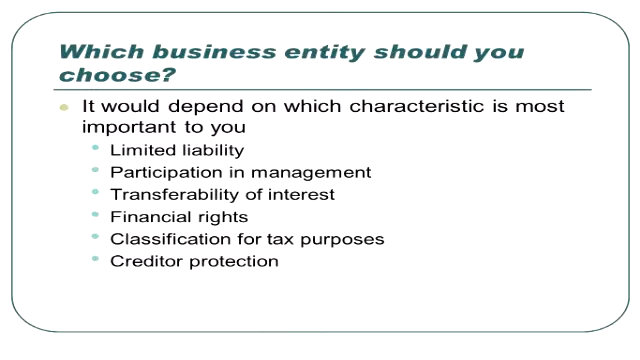 Which business entity should you
choose?
It would depend on which characteristic is most
important to you
Limited liability
Participation in management
Transferability of interest
Financial rights
Classification for tax purposes
Creditor protection